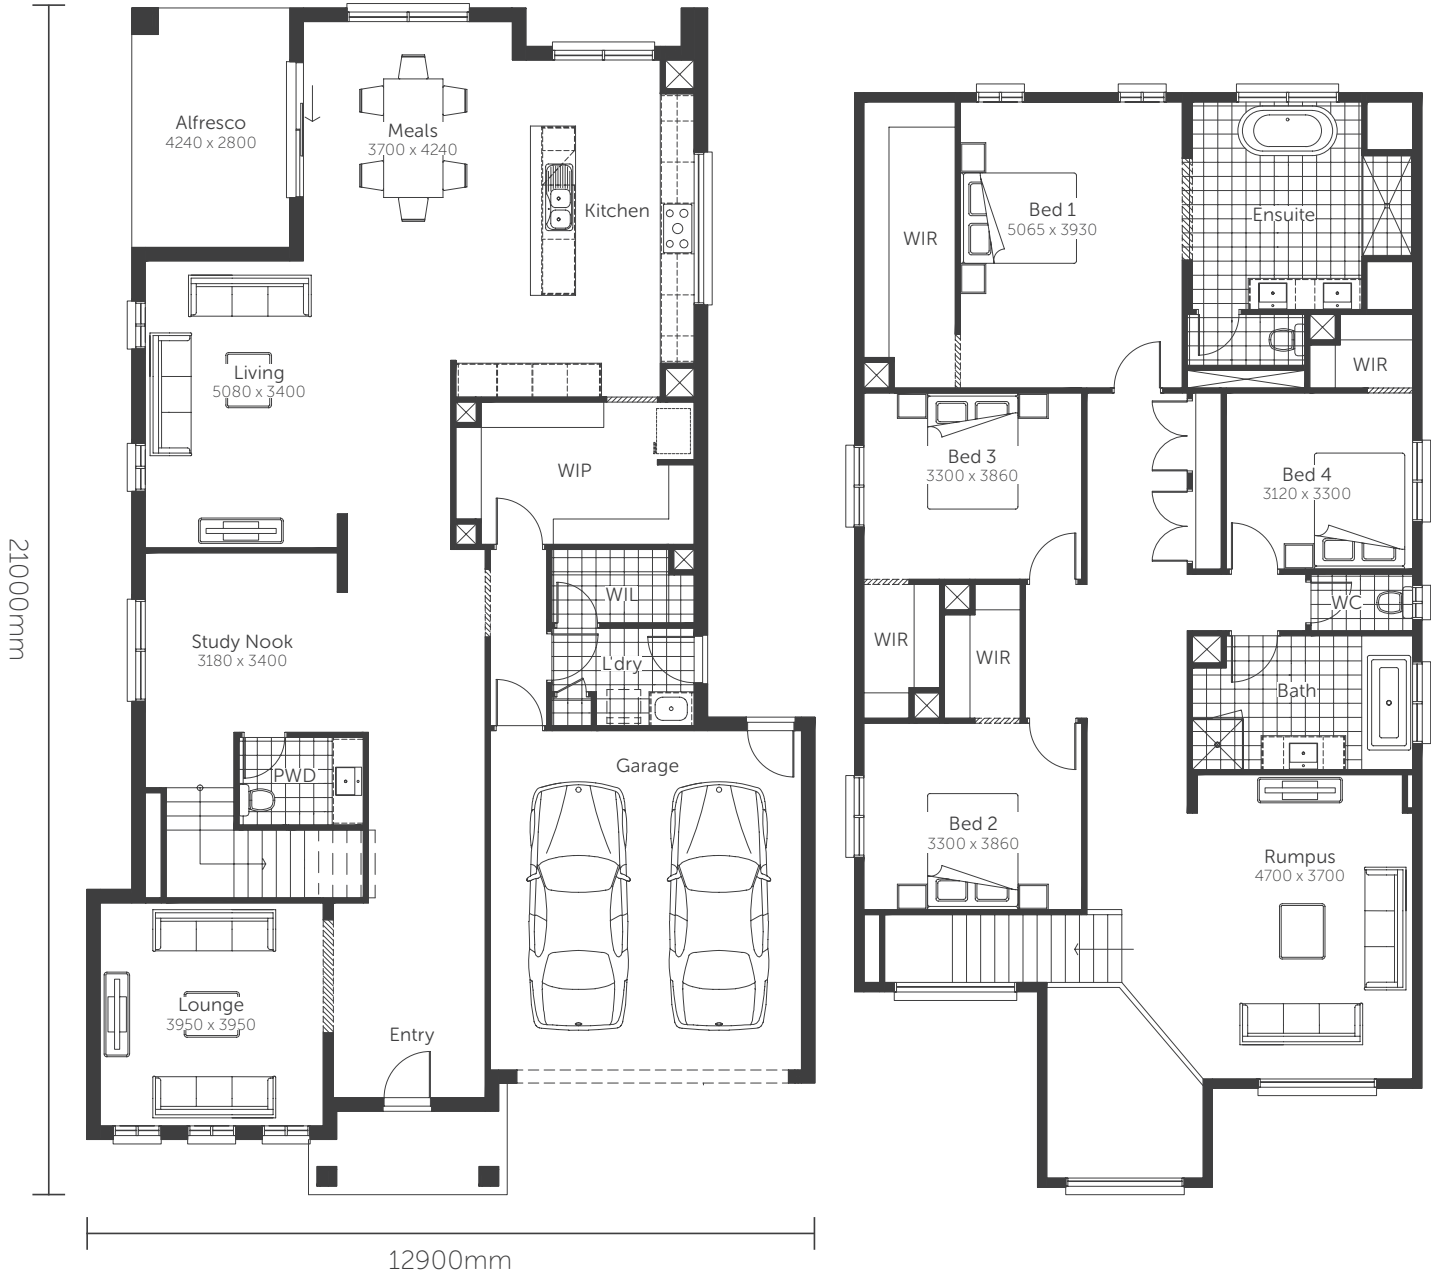 Alfresco
4240 x 2800
Meals
3700 x 4240
Kitchen
Living
5080 x 3400
WIP
WIL
L'dry
Study Nook
3180 x 3400
PWD
Garage
Lounge
3950 x 3950
Entry
21000mm
12900mm
WIR
Bed 1
5065 x 3930
Ensuite
WIR
Bed 3
3300 x 3860
Bed 4
3120 x 3300
WC
WIR
WIR
Bath
Bed 2
3300 x 3860
Rumpus
4700 x 3700